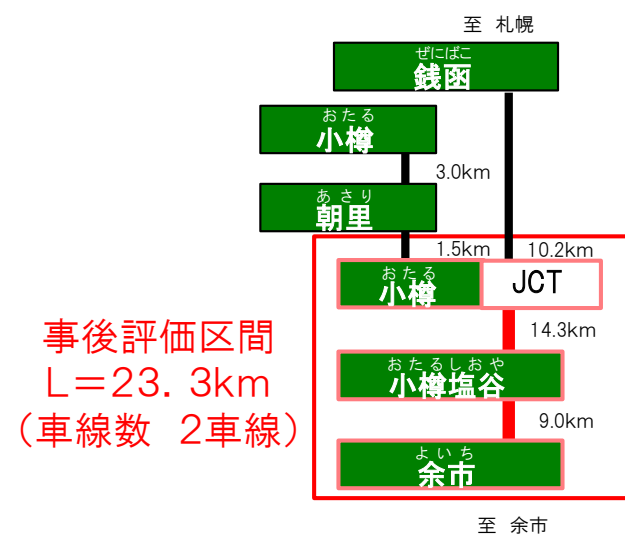 至 札幌
ぜにばこ
銭函
おたる
小樽
3.0km
あさり
朝里
1.5km
10.2km
おたる
小樽
JCT
14.3km
事後評価区間
L＝23．3km
（車線数 2車線）
おたるしおや
小樽塩谷
9.0km
よいち
余市
至 余市